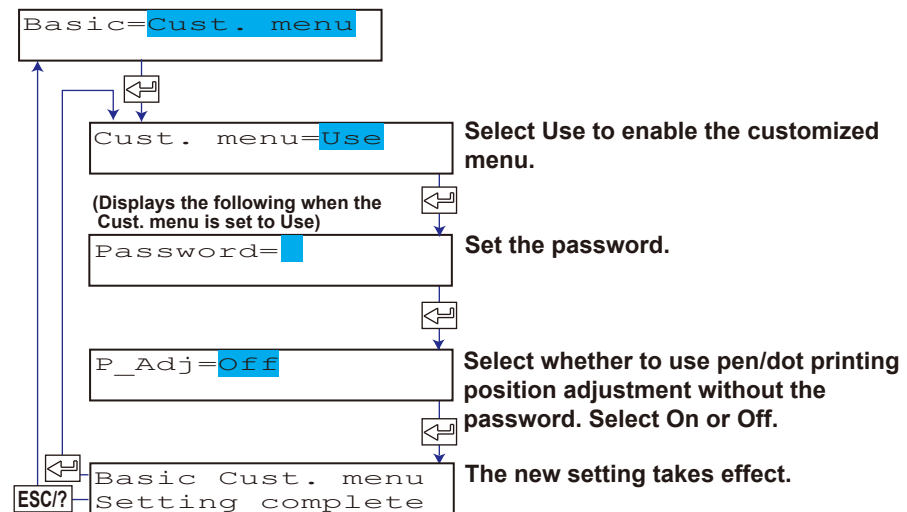 Basic=Cust. menu
Cust. menu=Use
Select Use to enable the customized
menu.
(Displays the following when the
Cust. menu is set to Use)
Password=
Set the password.
P_Adj=Off
Select whether to use pen/dot printing
position adjustment without the
password. Select On or Off.
Basic Cust. menu
Setting complete
The new setting takes effect.
ESC/?